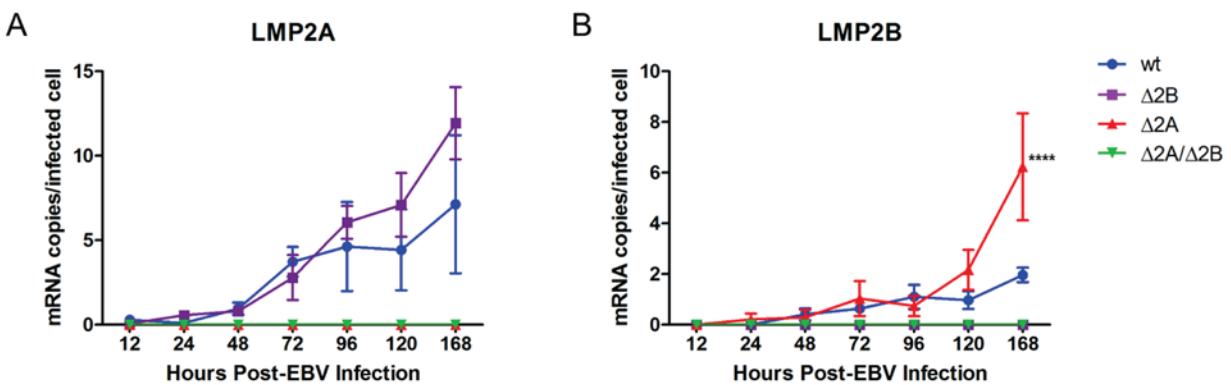 A
LMP2A
mRNA copies/infected cell
15
10
5
0
12 24 48 72 96 120 168
Hours Post-EBV Infection
B
LMP2B
mRNA copies/infected cell
10
8
6
4
2
0
****
12 24 48 72 96 120 168
Hours Post-EBV Infection
wt
Δ2B
Δ2A
Δ2A/Δ2B